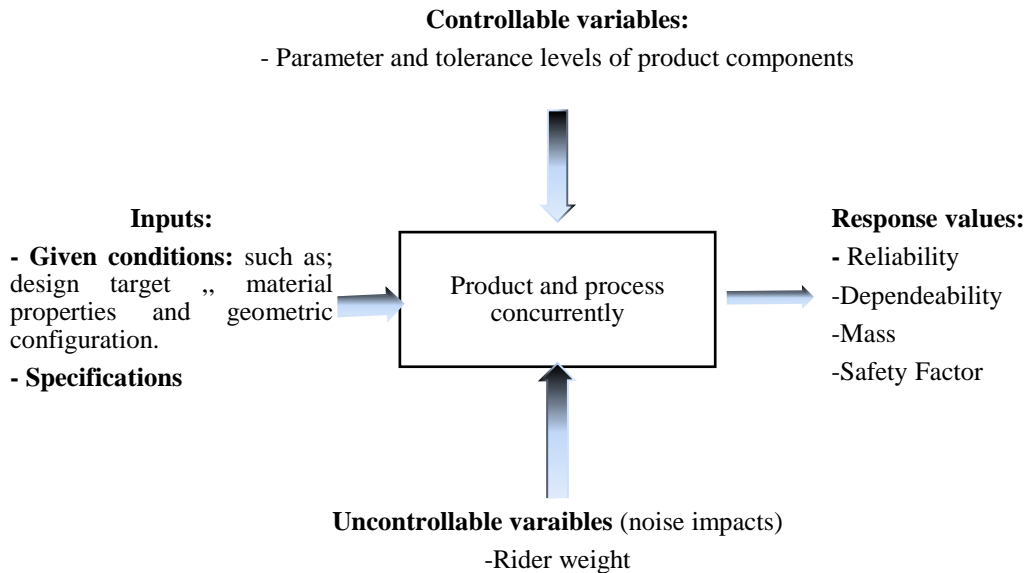 Controllable variables:
- Parameter and tolerance levels of product components
Inputs:
- Given conditions: such as;
design target ,, material
properties and geometric
configuration.
- Specifications
Product and process
concurrently
Response values:
- Reliability
-Dependeability
-Mass
-Safety Factor
Uncontrollable varaibles (noise impacts)
-Rider weight